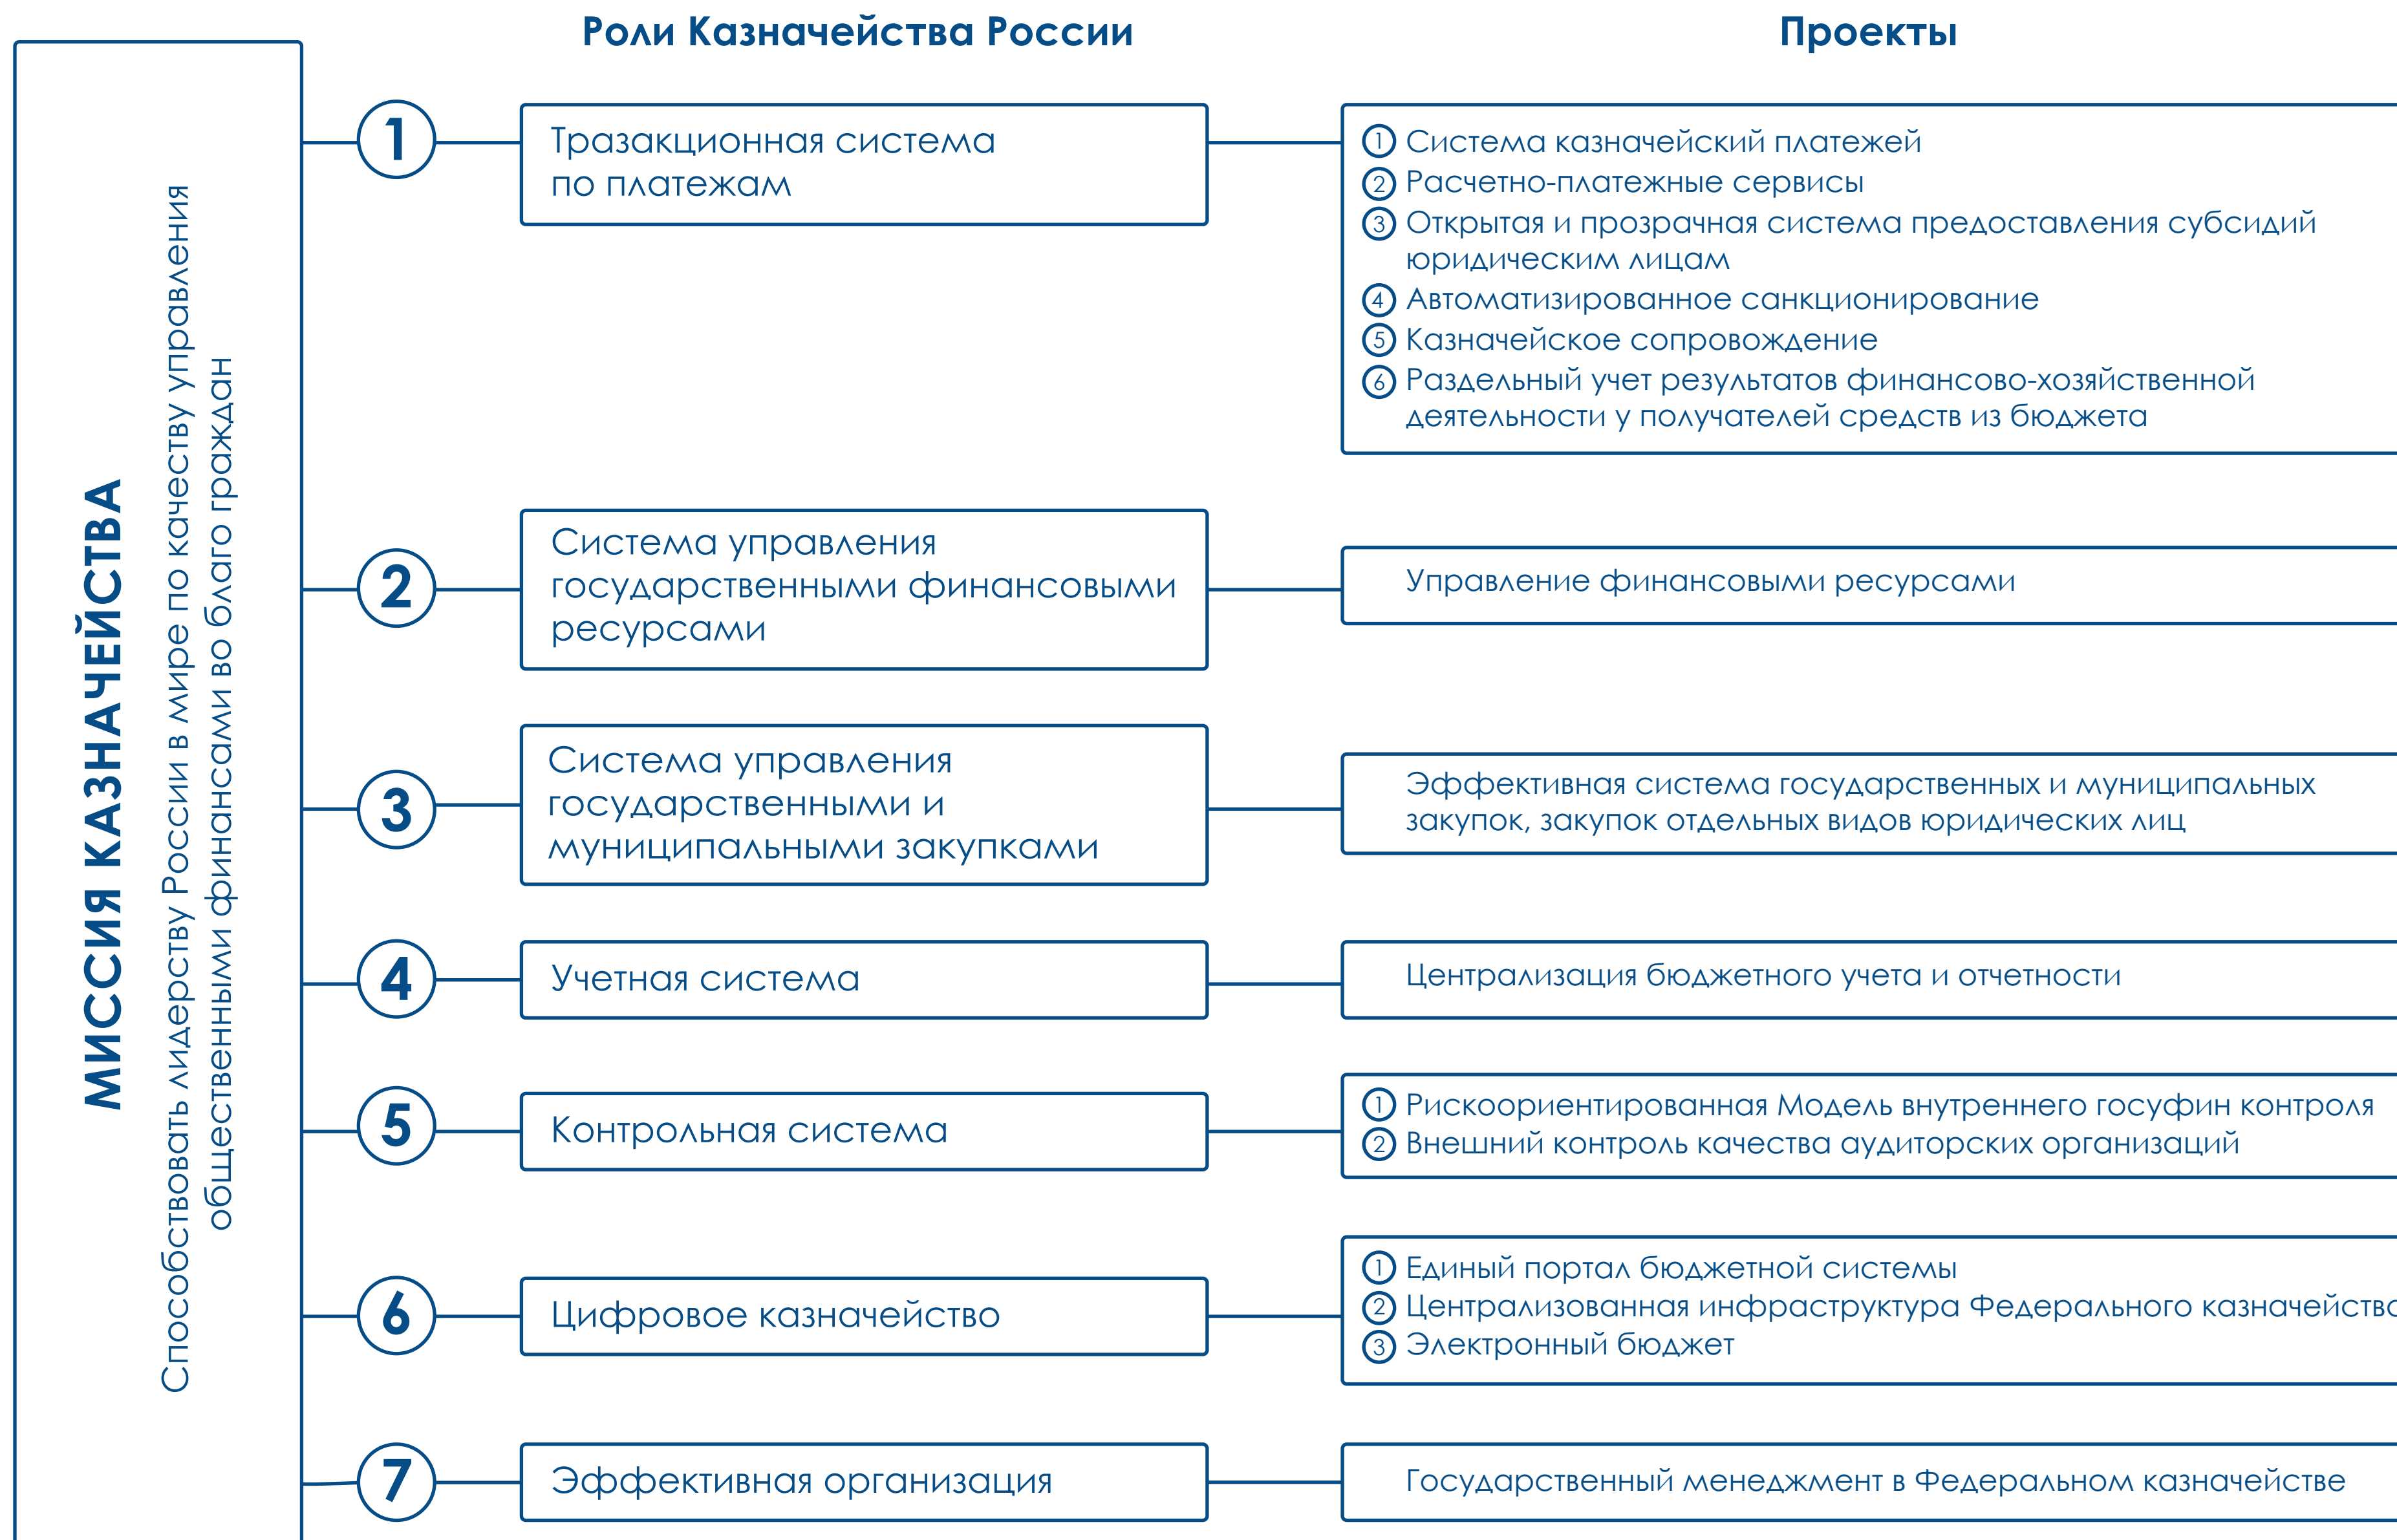 Роли Казначейства России
Проекты
МИССИЯ КАЗНАЧЕЙСТВА
Способствовать лидерству России в мире по качеству управления
общественными финансами во благо граждан
1
Тразакционная система
по платежам
1 Система казначейский платежей
2 Расчетно-платежные сервисы
3 Открытая и прозрачная система предоставления субсидий
юридическим лицам
4 Автоматизированное санкционирование
5 Казначейское сопровождение
6 Раздельный учет результатов финансово-хозяйственной
деятельности у получателей средств из бюджета
2
Система управления
государственными финансовыми
ресурсами
Управление финансовыми ресурсами
3
Система управления
государственными и
муниципальными закупками
Эффективная система государственных и муниципальных
закупок, закупок отдельных видов юридических лиц
4
Учетная система
Централизация бюджетного учета и отчетности
5
Контрольная система
1 Рискоориентированная Модель внутреннего госуфин контроля
2 Внешний контроль качества аудиторских организаций
6
Цифровое казначейство
1 Единый портал бюджетной системы
2 Централизованная инфраструктура Федерального казначейства
3 Электронный бюджет
7
Эффективная организация
Государственный менеджмент в Федеральном казначействе